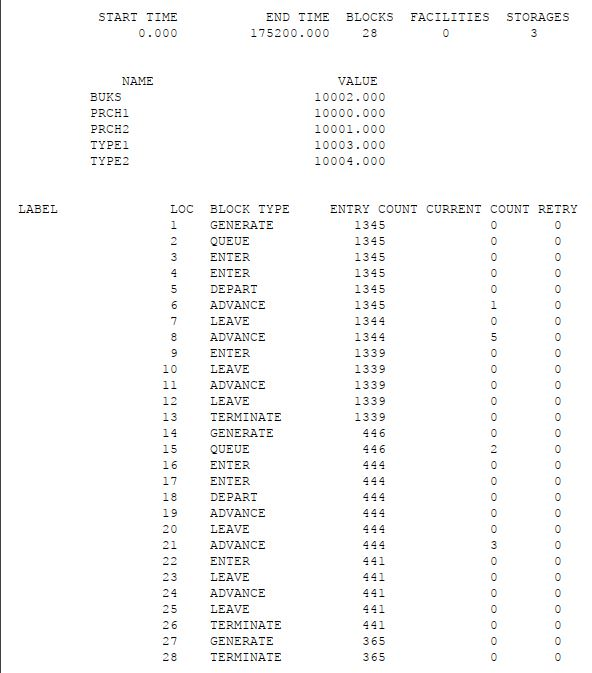 START TIME END TIME BLOCKS FACILITIES STORAGES
0.000 175200.000 28 0 3
NAME VALUE
BUKS 10002.000
PRCH1 10000.000
PRCH2 10001.000
TYPE1 10003.000
TYPE2 10004.000
LABEL LOC BLOCK TYPE ENTRY COUNT CURRENT COUNT RETRY
1 GENERATE 1345 0 0
2 QUEUE 1345 0 0
3 ENTER 1345 0 0
4 ENTER 1345 0 0
5 DEPART 1345 0 0
6 ADVANCE 1345 1 0
7 LEAVE 1344 0 0
8 ADVANCE 1344 5 0
9 ENTER 1339 0 0
10 LEAVE 1339 0 0
11 ADVANCE 1339 0 0
12 LEAVE 1339 0 0
13 TERMINATE 1339 0 0
14 GENERATE 446 0 0
15 QUEUE 446 2 0
16 ENTER 444 0 0
17 ENTER 444 0 0
18 DEPART 444 0 0
19 ADVANCE 444 0 0
20 LEAVE 444 0 0
21 ADVANCE 444 3 0
22 ENTER 441 0 0
23 LEAVE 441 0 0
24 ADVANCE 441 0 0
25 LEAVE 441 0 0
26 TERMINATE 441 0 0
27 GENERATE 365 0 0
28 TERMINATE 365 0 0